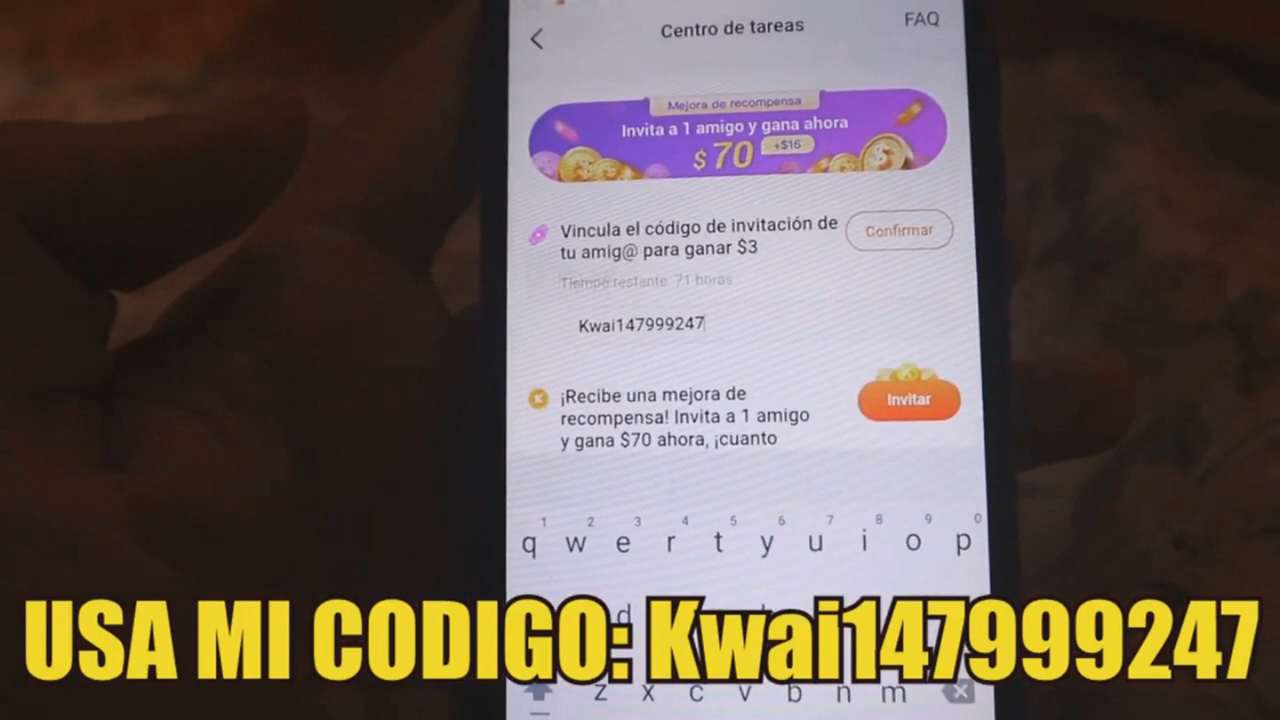 Centro de tareas
FAQ
Mejora de recompensa
Invita a 1 amigo y gana ahora
$70 +$16
Vincula el código de invitación de
tu amig@ para ganar $3
Confirmar
Tiempo restante: 71 horas
Kwai147999247
¡Recibe una mejora de
recompensa! Invita a 1 amigo
y gana $70 ahora, ¡cuanto
Invitar
1 2 3 4 5 6 7 8 9 0
q w e r t y u i o p
d
USA MI CODIGO: Kwai147999247
z x c v b n m